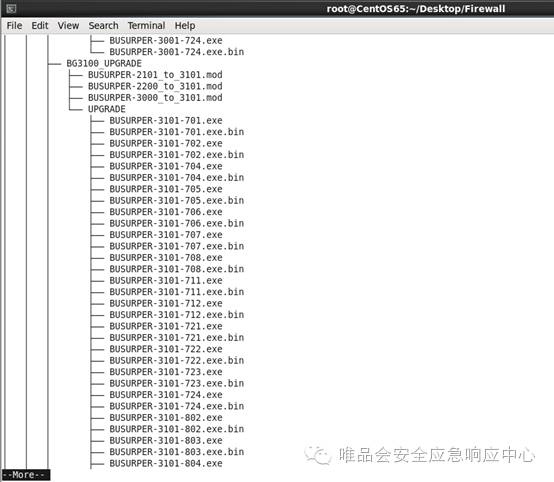 root@CentOS65:~/Desktop/Firewall
File Edit View Search Terminal Help
BUSURPER-3001-724.exe
BUSURPER-3001-724.exe.bin
BG3100_UPGRADE
BUSURPER-2101_to_3101.mod
BUSURPER-2200_to_3101.mod
BUSURPER-3000_to_3101.mod
UPGRADE
BUSURPER-3101-701.exe
BUSURPER-3101-701.exe.bin
BUSURPER-3101-702.exe
BUSURPER-3101-702.exe.bin
BUSURPER-3101-704.exe
BUSURPER-3101-704.exe.bin
BUSURPER-3101-705.exe
BUSURPER-3101-705.exe.bin
BUSURPER-3101-706.exe
BUSURPER-3101-706.exe.bin
BUSURPER-3101-707.exe
BUSURPER-3101-707.exe.bin
BUSURPER-3101-708.exe
BUSURPER-3101-708.exe.bin
BUSURPER-3101-711.exe
BUSURPER-3101-711.exe.bin
BUSURPER-3101-712.exe
BUSURPER-3101-712.exe.bin
BUSURPER-3101-721.exe
BUSURPER-3101-721.exe.bin
BUSURPER-3101-722.exe
BUSURPER-3101-722.exe.bin
BUSURPER-3101-723.exe
BUSURPER-3101-723.exe.bin
BUSURPER-3101-724.exe
BUSURPER-3101-724.exe.bin
BUSURPER-3101-802.exe
BUSURPER-3101-802.exe.bin
BUSURPER-3101-803.exe
BUSURPER-3101-803.exe.bin
BUSURPER-3101-804.exe
--More--
唯品会安全应急响应中心